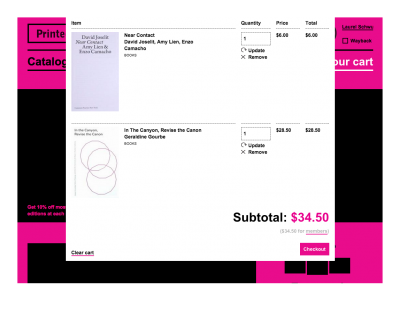 Item Quantity Price Total
Printe
Laurel Schwu
Wayback
Catalog
our cart
David Joselit
Near Contact
Amy Lien &
Enzo Camacho
Near Contact
David Joselit, Amy Lien, Enzo
Camacho
BOOKS
1
Update
Remove
$6.00 $6.00
In the Canyon,
Revise the Canon
In The Canyon, Revise the Canon
Geraldine Gourbe
BOOKS
1
Update
Remove
$28.50 $28.50
Get 10% off
editions at each
Subtotal: $34.50
($34.50 for members)
Clear cart
Checkout